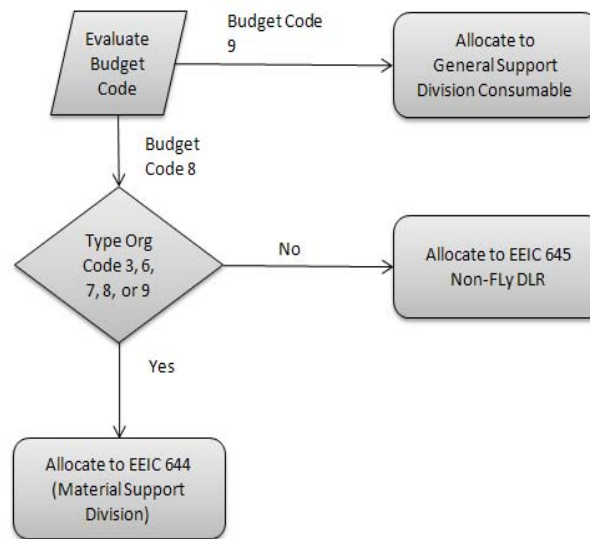 Evaluate
Budget
Code
Budget Code
9
Allocate to
General Support
Division Consumable
Budget
Code 8
Type Org
Code 3, 6,
7, 8, or 9
No
Allocate to EEIC 645
Non-FLy DLR
Yes
Allocate to EEIC 644
(Material Support
Division)